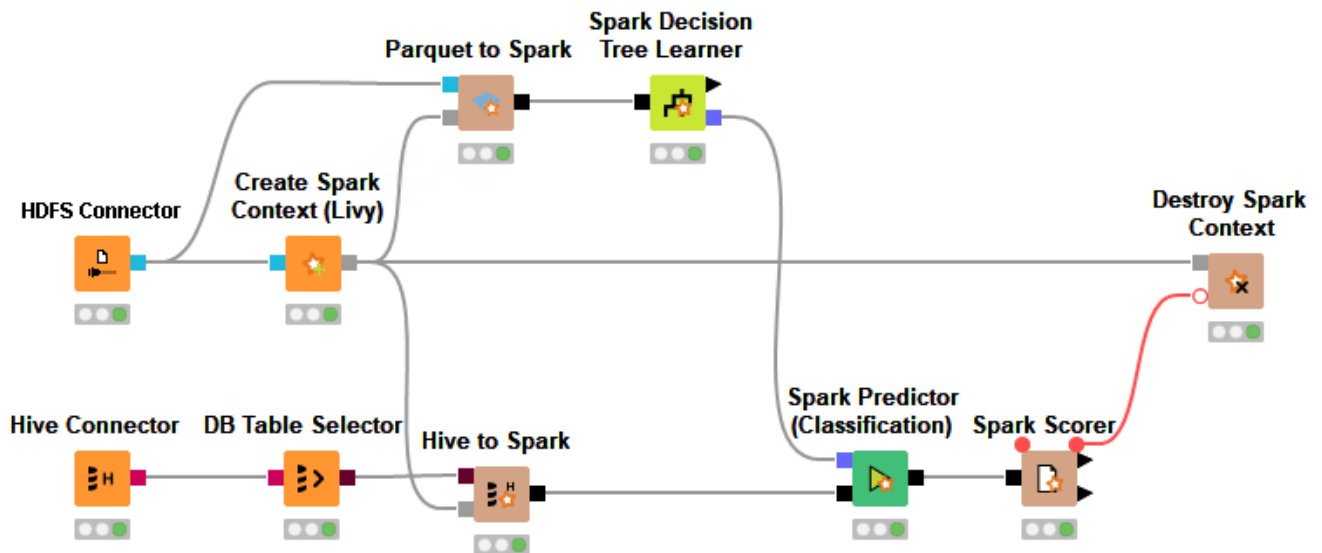 Spark Decision
Tree Learner
Parquet to Spark
Create Spark
Context (Livy)
HDFS Connector
Destroy Spark
Context
Hive Connector
DB Table Selector
Hive to Spark
H
H
Spark Predictor
(Classification)
Spark Scorer